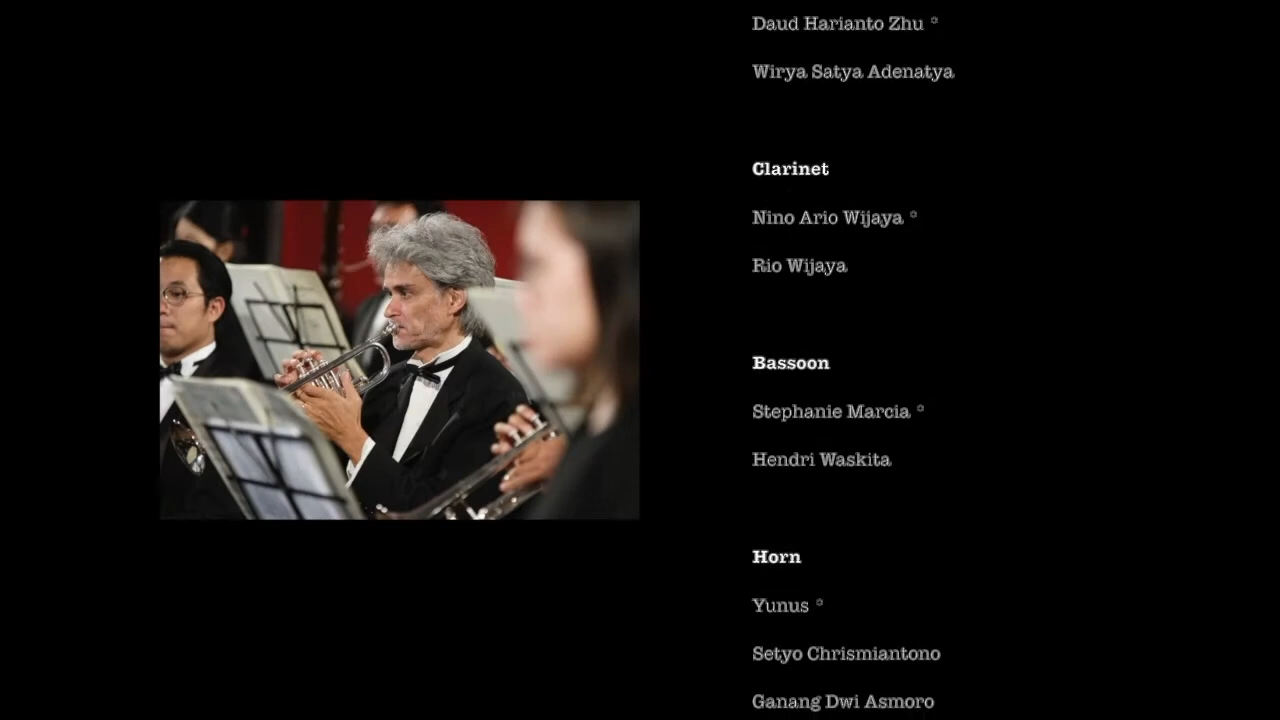 Daud Harianto Zhu *
Wirya Satya Adenatya
Clarinet
Nino Ario Wijaya *
Rio Wijaya
Bassoon
Stephanie Marcia *
Hendri Waskita
Horn
Yunus *
Setyo Chrismiantono
Ganang Dwi Asmoro